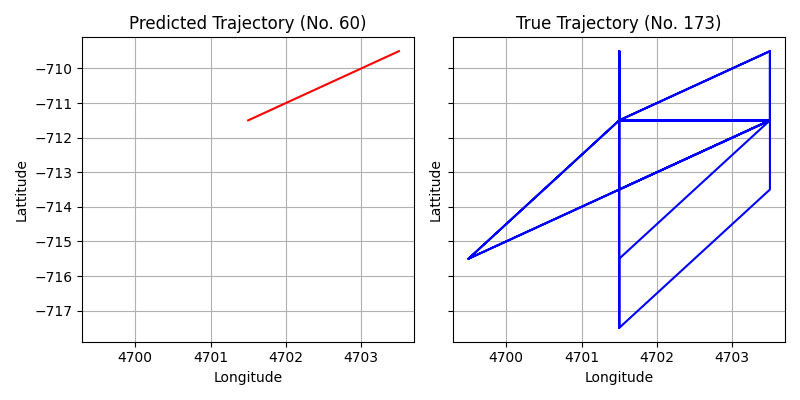 Predicted Trajectory (No. 60)
True Trajectory (No. 173)
−710
−711
−712
−713
−714
−715
−716
−717
Lattitude
Lattitude
4700
4701
4702
4703
4700
4701
4702
4703
Longitude
Longitude